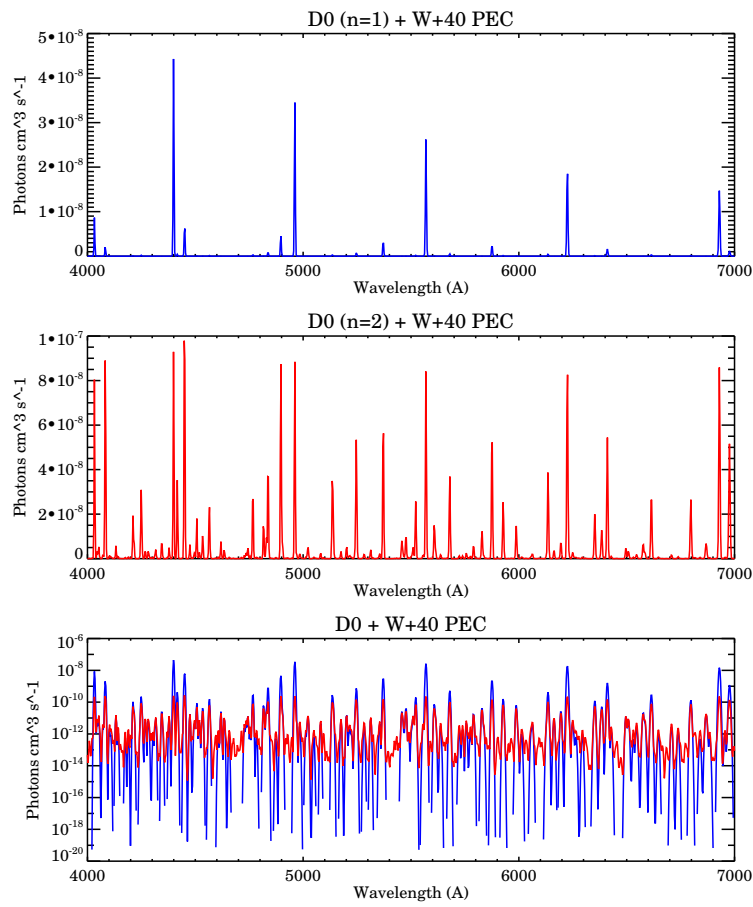 D0 (n=1) + W+40 PEC
Photons cm^3 s^-1
5•10^-8
4•10^-8
3•10^-8
2•10^-8
1•10^-8
0
4000 5000 6000 7000
Wavelength (A)
D0 (n=2) + W+40 PEC
Photons cm^3 s^-1
1•10^-7
8•10^-8
6•10^-8
4•10^-8
2•10^-8
0
4000 5000 6000 7000
Wavelength (A)
D0 + W+40 PEC
Photons cm^3 s^-1
10^-6
10^-8
10^-10
10^-12
10^-14
10^-16
10^-18
10^-20
4000 5000 6000 7000
Wavelength (A)